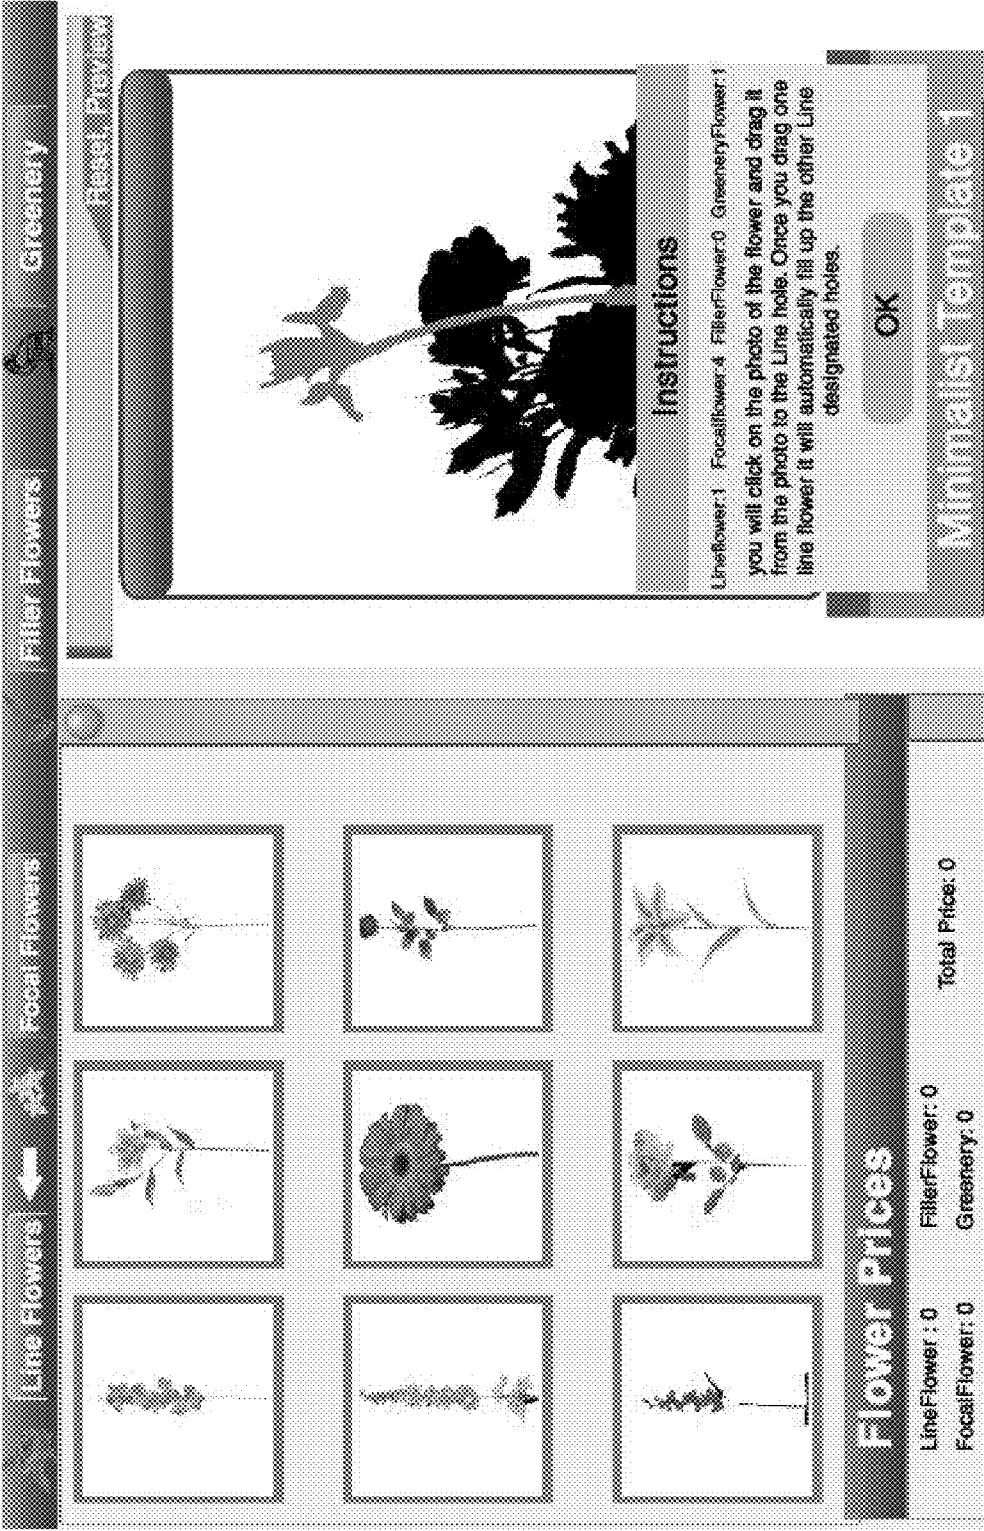 Line Flowers
Focal Flowers
Filler Flowers
Greenery
Reset Preview
Instructions
Lineflower:1 Focalflower:4 FillerFlower:0 GreeneryFlower:1
you will click on the photo of the flower and drag it
from the photo to the Line hole. Once you drag one
line flower it will automatically fill up the other Line
designated holes.
OK
Minimalst Template 1
Flower Prices
LineFlower : 0
FillerFlower: 0
Total Price: 0
FocalFlower: 0
Greenery: 0